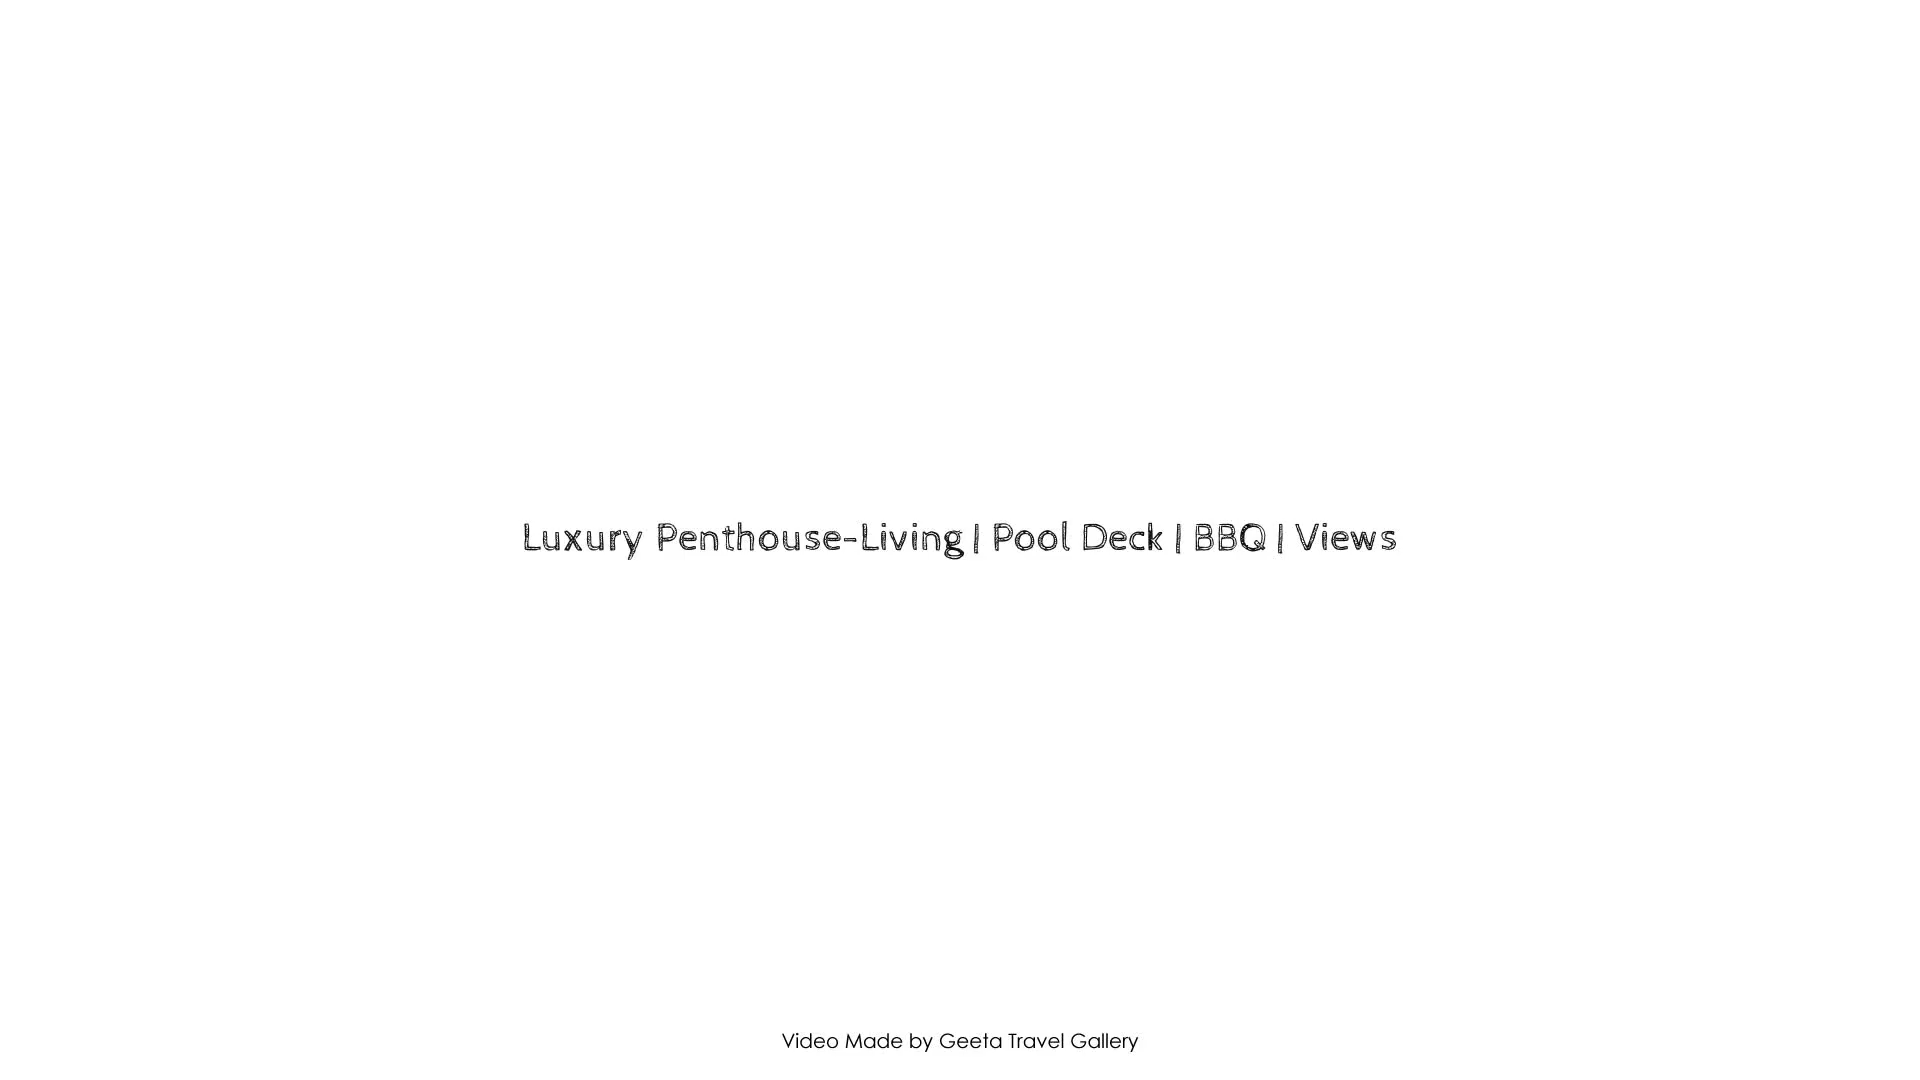 Luxury Penthouse-Living | Pool Deck | BBQ | Views
Video Made by Geeta Travel Gallery